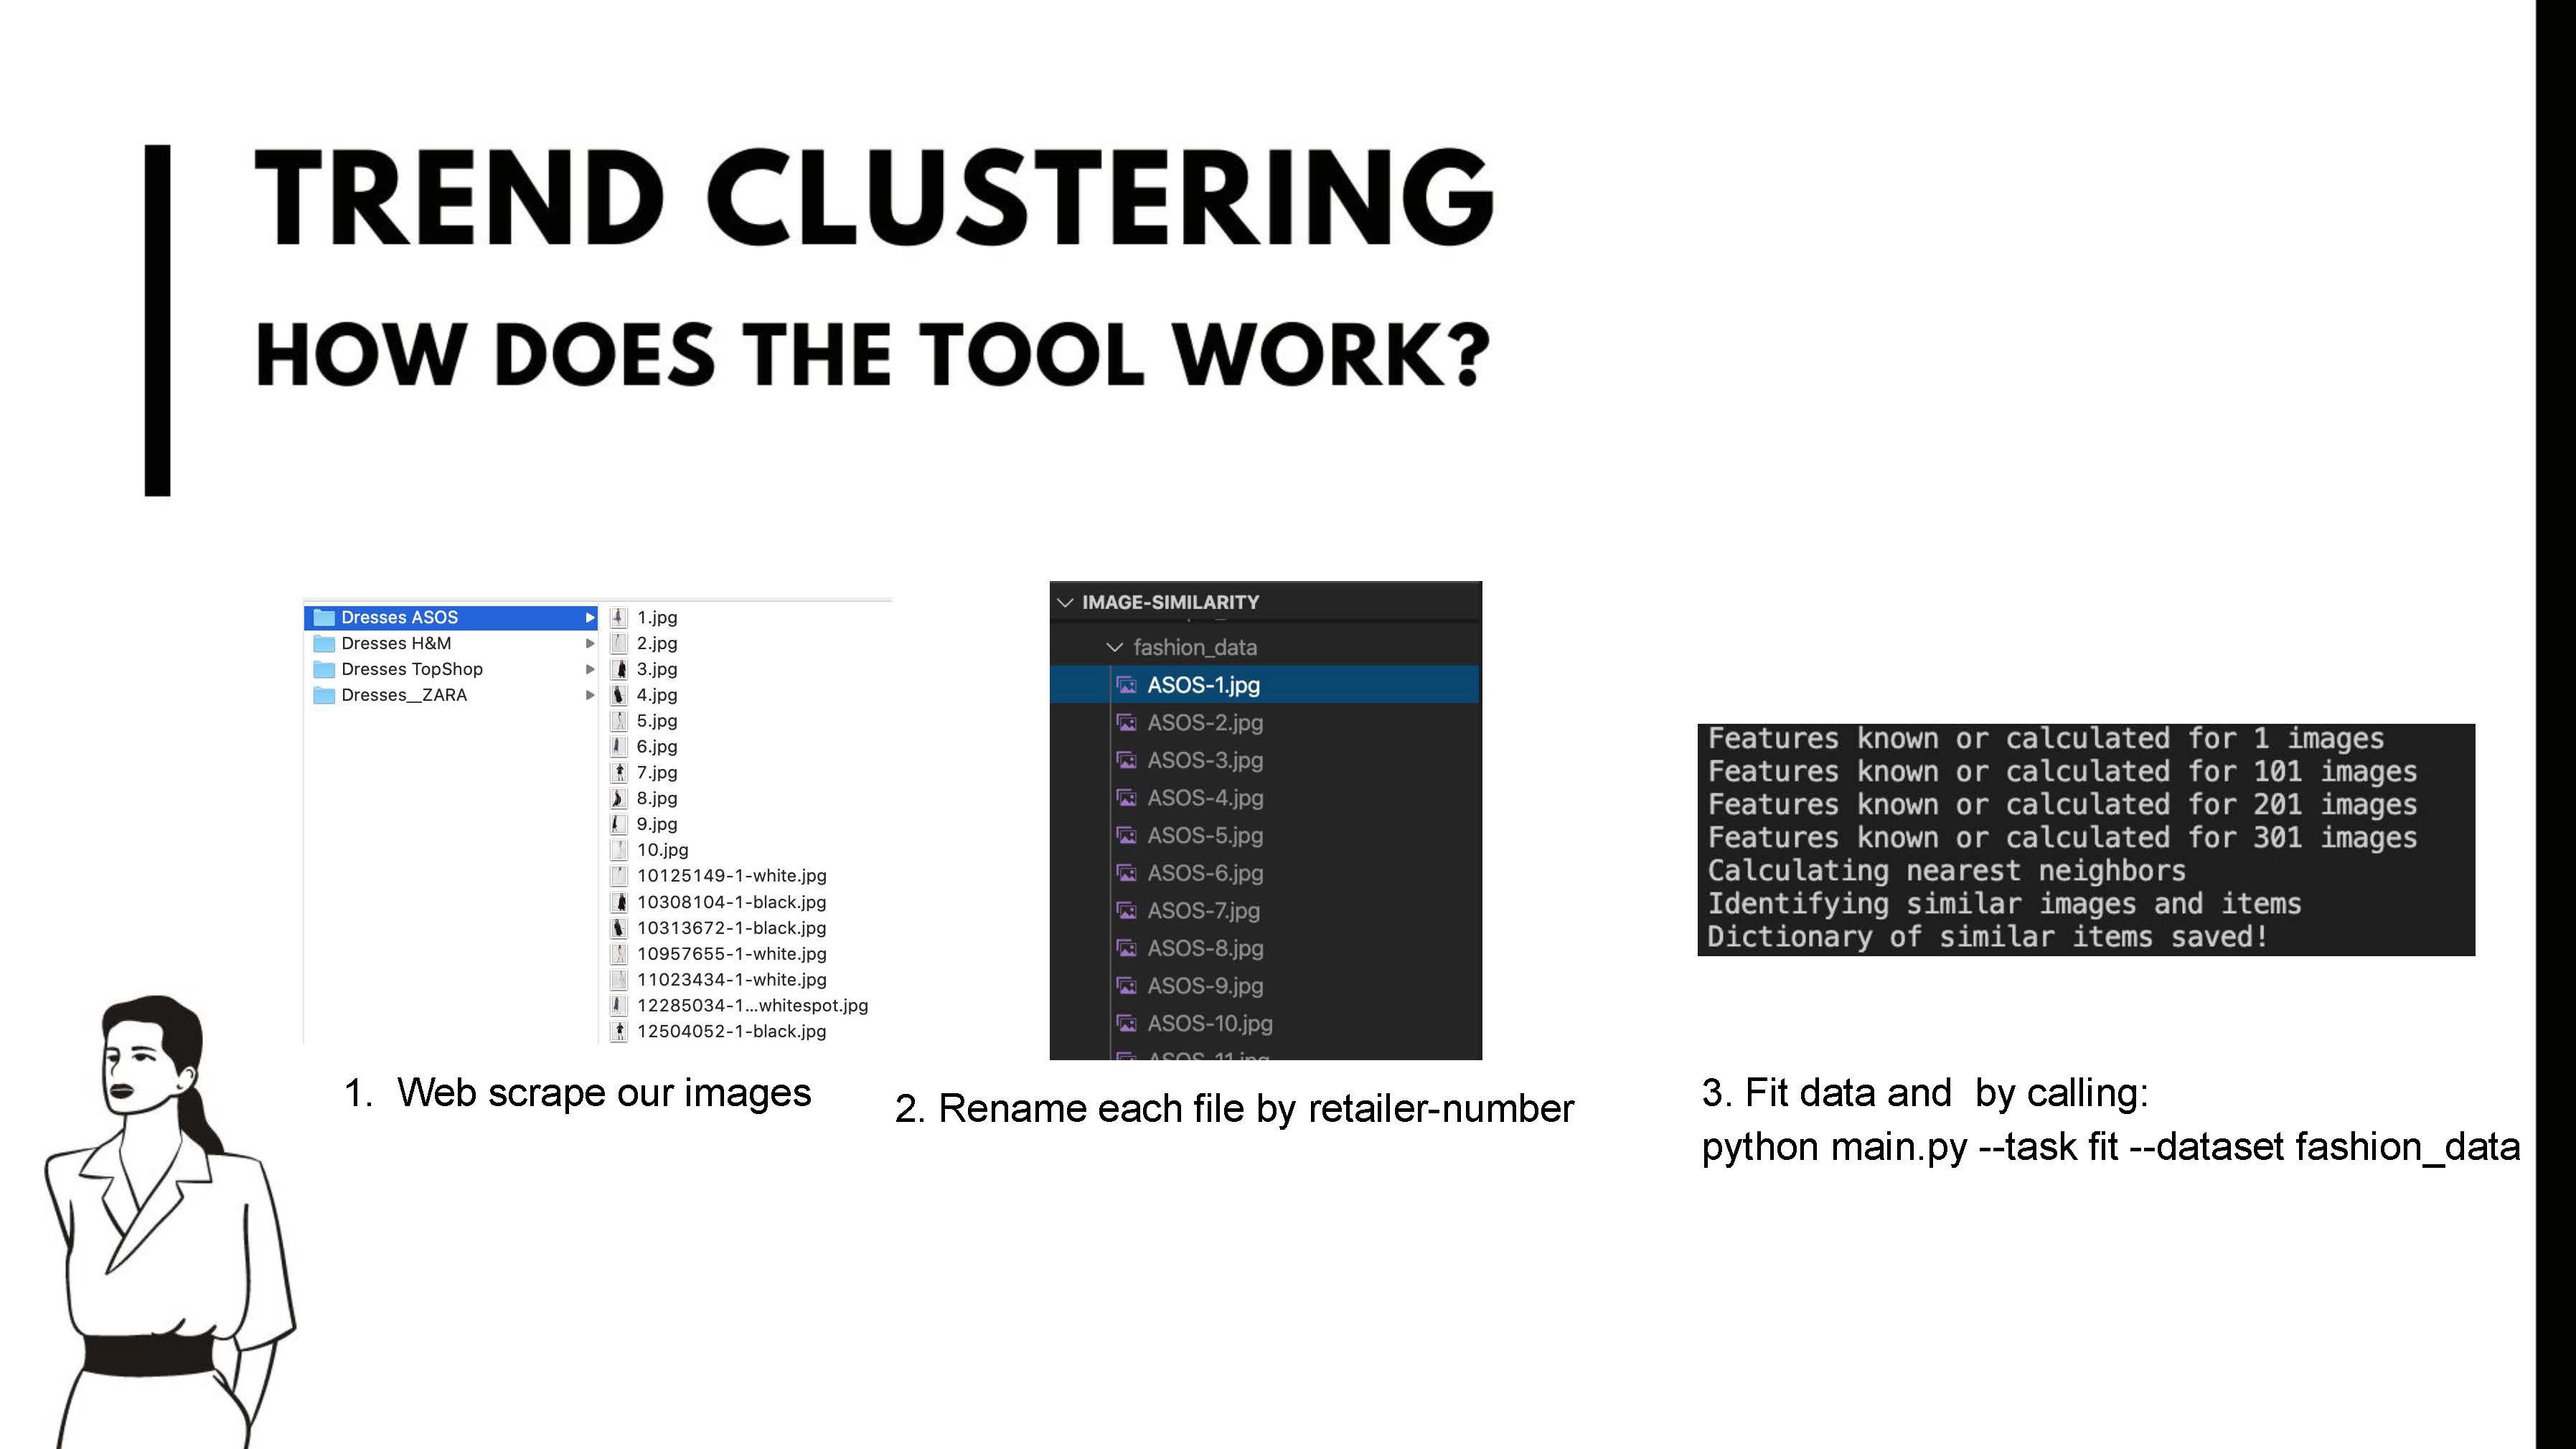 TREND CLUSTERING
HOW DOES THE TOOL WORK?
Dresses ASOS
Dresses H&M
Dresses TopShop
Dresses__ZARA
1.jpg
2.jpg
3.jpg
4.jpg
5.jpg
6.jpg
7.jpg
8.jpg
9.jpg
10.jpg
10125149-1-white.jpg
10308104-1-black.jpg
10313672-1-black.jpg
10957655-1-white.jpg
11023434-1-white.jpg
12285034-1...whitespot.jpg
12504052-1-black.jpg
1. Web scrape our images
IMAGE-SIMILARITY
fashion_data
ASOS-1.jpg
ASOS-2.jpg
ASOS-3.jpg
ASOS-4.jpg
ASOS-5.jpg
ASOS-6.jpg
ASOS-7.jpg
ASOS-8.jpg
ASOS-9.jpg
ASOS-10.jpg
ASOS-11.jpg
2. Rename each file by retailer-number
Features known or calculated for 1 images
Features known or calculated for 101 images
Features known or calculated for 201 images
Features known or calculated for 301 images
Calculating nearest neighbors
Identifying similar images and items
Dictionary of similar items saved!
3. Fit data and  by calling:
python main.py --task fit --dataset fashion_data